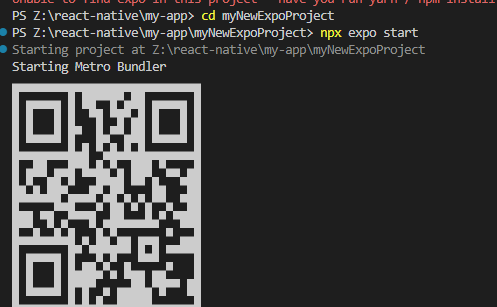 Unable to find expo in this project - have you run yarn / npm install
PS Z:\react-native\my-app> cd myNewExpoProject
PS Z:\react-native\my-app\myNewExpoProject> npx expo start
Starting project at Z:\react-native\my-app\myNewExpoProject
Starting Metro Bundler